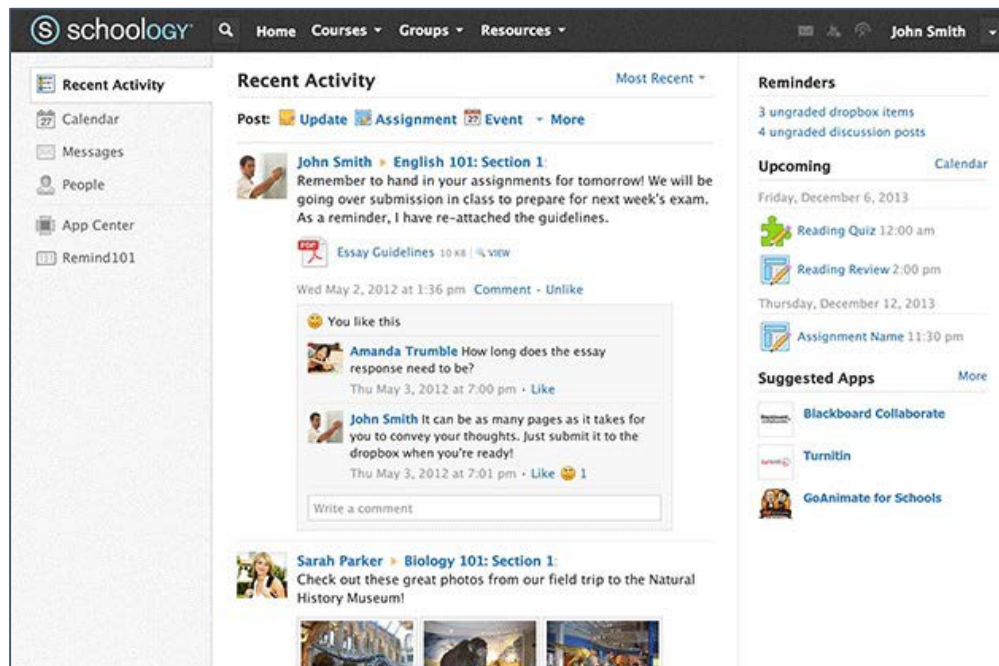 schoology
Home Courses Groups Resources
John Smith
Recent Activity
27 Calendar
Messages
People
App Center
Remind101
Recent Activity
Most Recent
Post: Update Assignment 27 Event More
John Smith ▸ English 101: Section 1:
Remember to hand in your assignments for tomorrow! We will be
going over submission in class to prepare for next week's exam.
As a reminder, I have re-attached the guidelines.
PDF Essay Guidelines 10 KB | VIEW
Wed May 2, 2012 at 1:36 pm Comment - Unlike
You like this
Amanda Trumble How long does the essay
response need to be?
Thu May 3, 2012 at 7:00 pm • Like
John Smith It can be as many pages as it takes for
you to convey your thoughts. Just submit it to the
dropbox when you're ready!
Thu May 3, 2012 at 7:01 pm • Like 1
Write a comment
Sarah Parker ▸ Biology 101: Section 1:
Check out these great photos from our field trip to the Natural
History Museum!
Reminders
3 ungraded dropbox items
4 ungraded discussion posts
Upcoming
Calendar
Friday, December 6, 2013
Reading Quiz 12:00 am
Reading Review 2:00 pm
Thursday, December 12, 2013
Assignment Name 11:30 pm
Suggested Apps
More
Blackboard Collaborate
Turnitin
GoAnimate for Schools